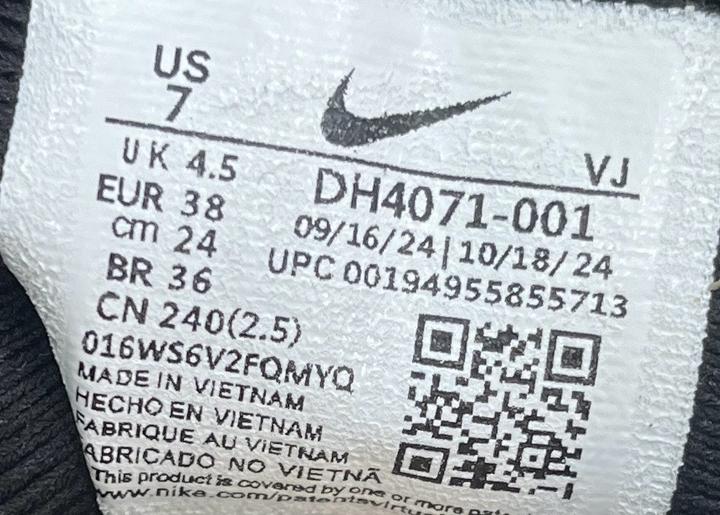 US
7
VJ
UK 4.5
EUR 38
cm 24
BR 36
CN 240(2.5)
DH4071-001
09/16/24|10/18/24
UPC 00194955855713
016WS6V2FQMYQ
MADE IN VIETNAM
HECHO EN VIETNAM
FABRIQUE AU VIETNAM
FABRICADO NO VIETNÃ
This product is covered by one or more
www.nike.com/patents